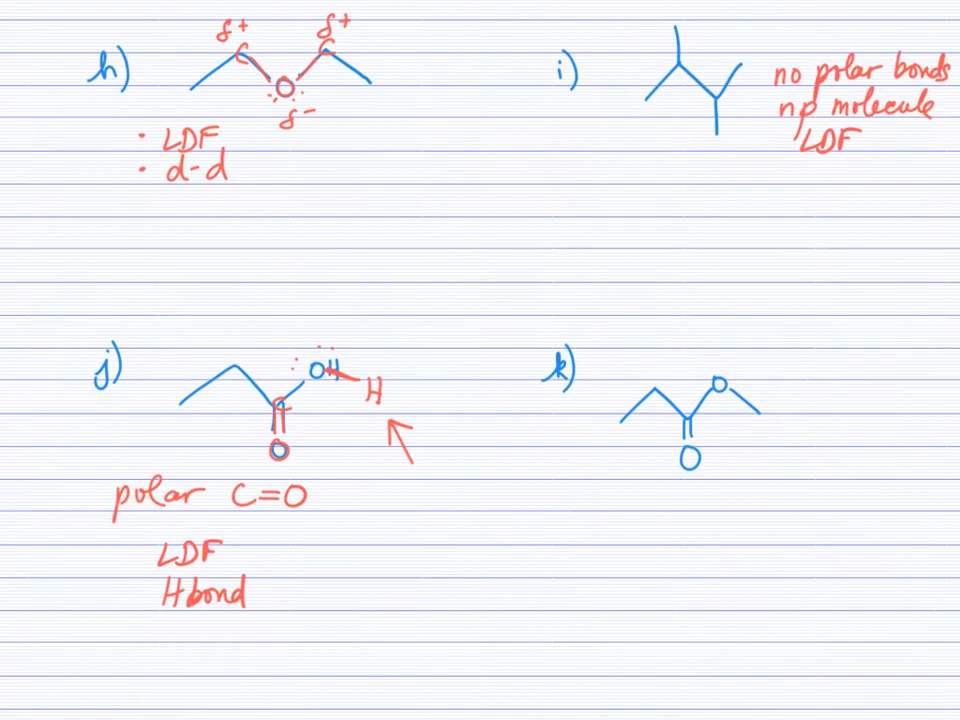 h)
δ+ δ+
C C
O
δ-
· LDF
· d-d
i)
no polar bonds
np molecule
LDF
j)
OH
H
C
O
polar C=O
LDF
H bond
k)
O
O